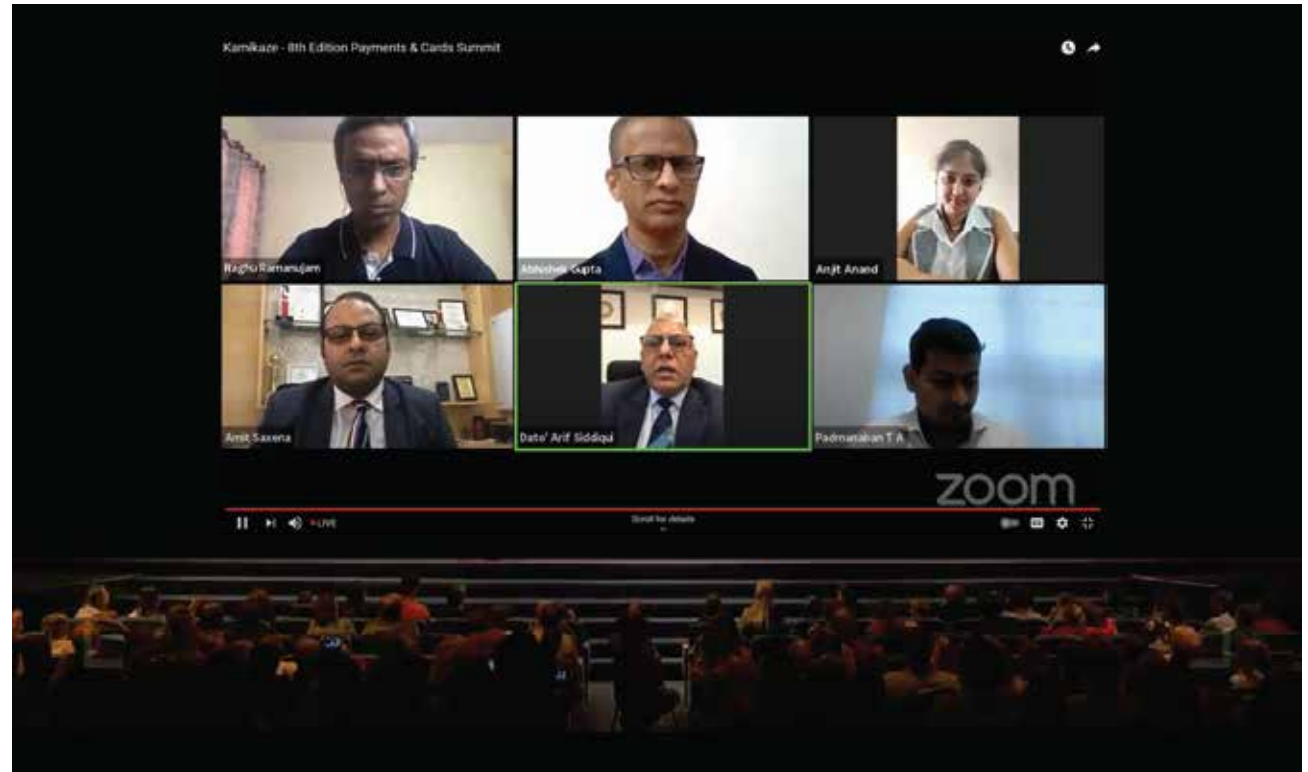 Kamikaze - 8th Edition Payments & Cards Summit
Raghu Ramanujam
Abhishek Gupta
Anjit Anand
Amit Saxena
Dato' Arif Siddiqui
Padmanaban T A
zoom
LIVE
Scroll for details